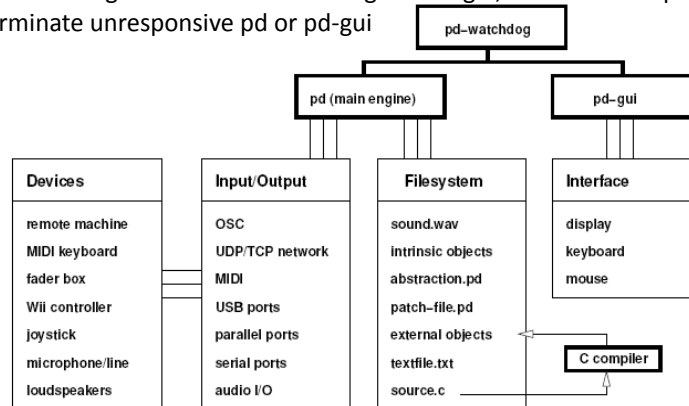 terminate unresponsive pd or pd-gui
pd-watchdog
pd (main engine)
pd-gui
Devices
remote machine
MIDI keyboard
fader box
Wii controller
joystick
microphone/line
loudspeakers
Input/Output
OSC
UDP/TCP network
MIDI
USB ports
parallel ports
serial ports
audio I/O
Filesystem
sound.wav
intrinsic objects
abstraction.pd
patch-file.pd
external objects
textfile.txt
source.c
Interface
display
keyboard
mouse
C compiler